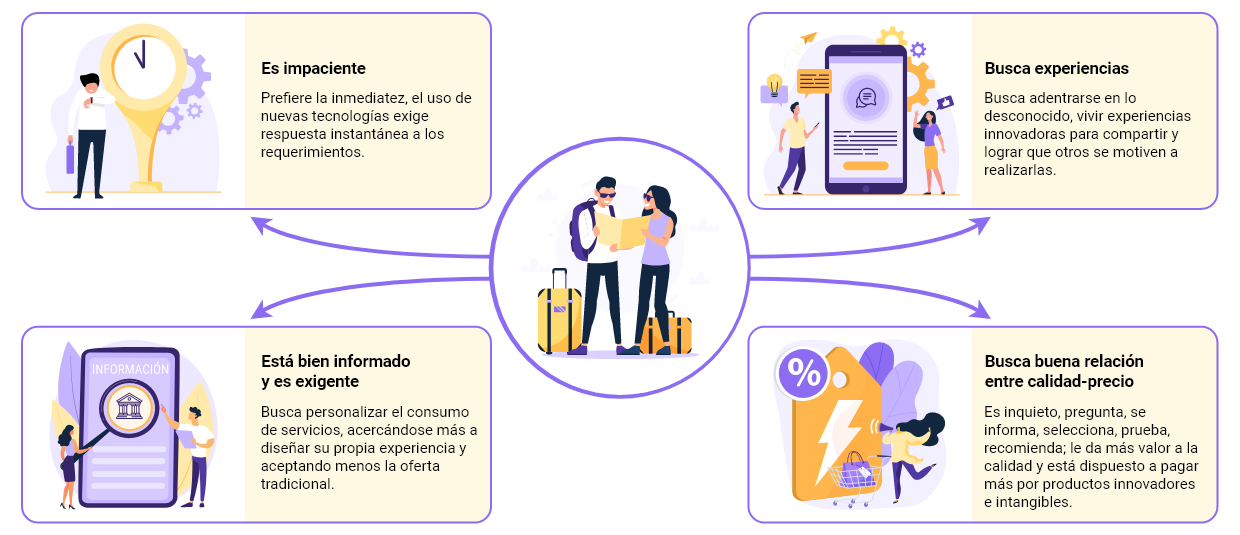 Es impaciente
Prefiere la inmediatez, el uso de
nuevas tecnologías exige
respuesta instantánea a los
requerimientos.
Busca experiencias
Busca adentrarse en lo
desconocido, vivir experiencias
innovadoras para compartir y
lograr que otros se motiven a
realizarlas.
INFORMACIÓN
Está bien informado
y es exigente
Busca personalizar el consumo
de servicios, acercándose más a
diseñar su propia experiencia y
aceptando menos la oferta
tradicional.
%
Busca buena relación
entre calidad-precio
Es inquieto, pregunta, se
informa, selecciona, prueba,
recomienda; le da más valor a la
calidad y está dispuesto a pagar
más por productos innovadores
e intangibles.